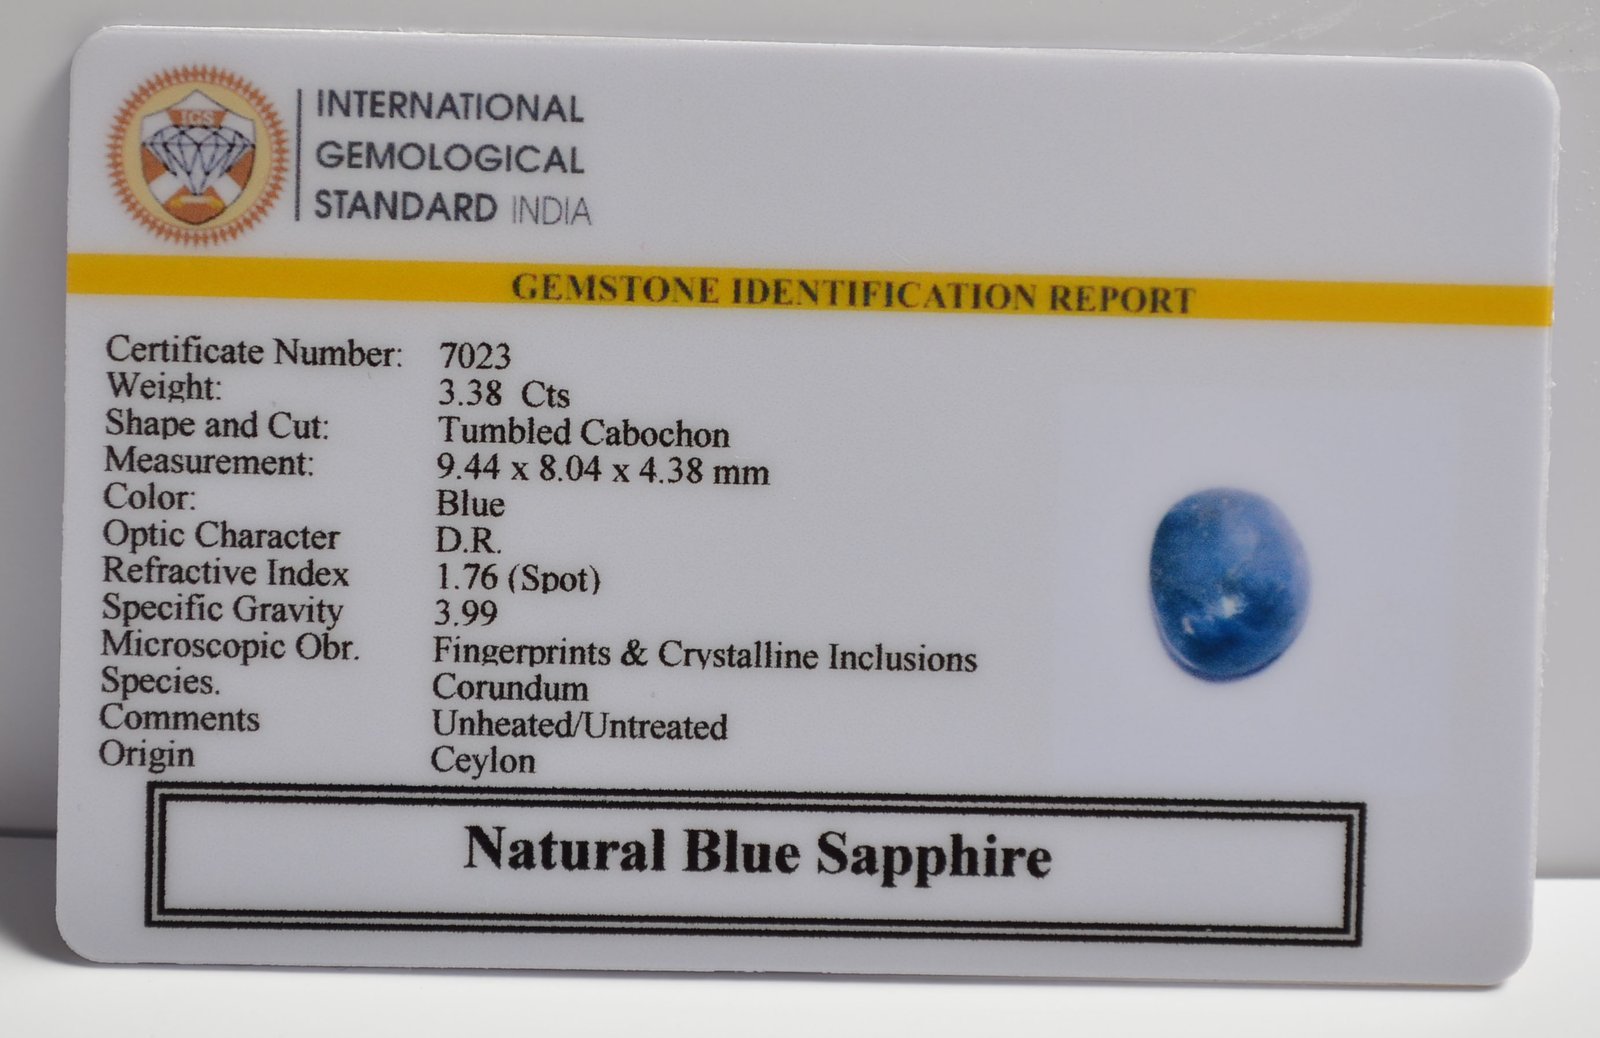 IGS
INTERNATIONAL
GEMOLOGICAL
STANDARD INDIA
GEMSTONE IDENTIFICATION REPORT
Certificate Number: 7023
Weight: 3.38 Cts
Shape and Cut: Tumbled Cabochon
Measurement: 9.44 x 8.04 x 4.38 mm
Color: Blue
Optic Character D.R.
Refractive Index 1.76 (Spot)
Specific Gravity 3.99
Microscopic Obr. Fingerprints & Crystalline Inclusions
Species. Corundum
Comments Unheated/Untreated
Origin Ceylon
Natural Blue Sapphire